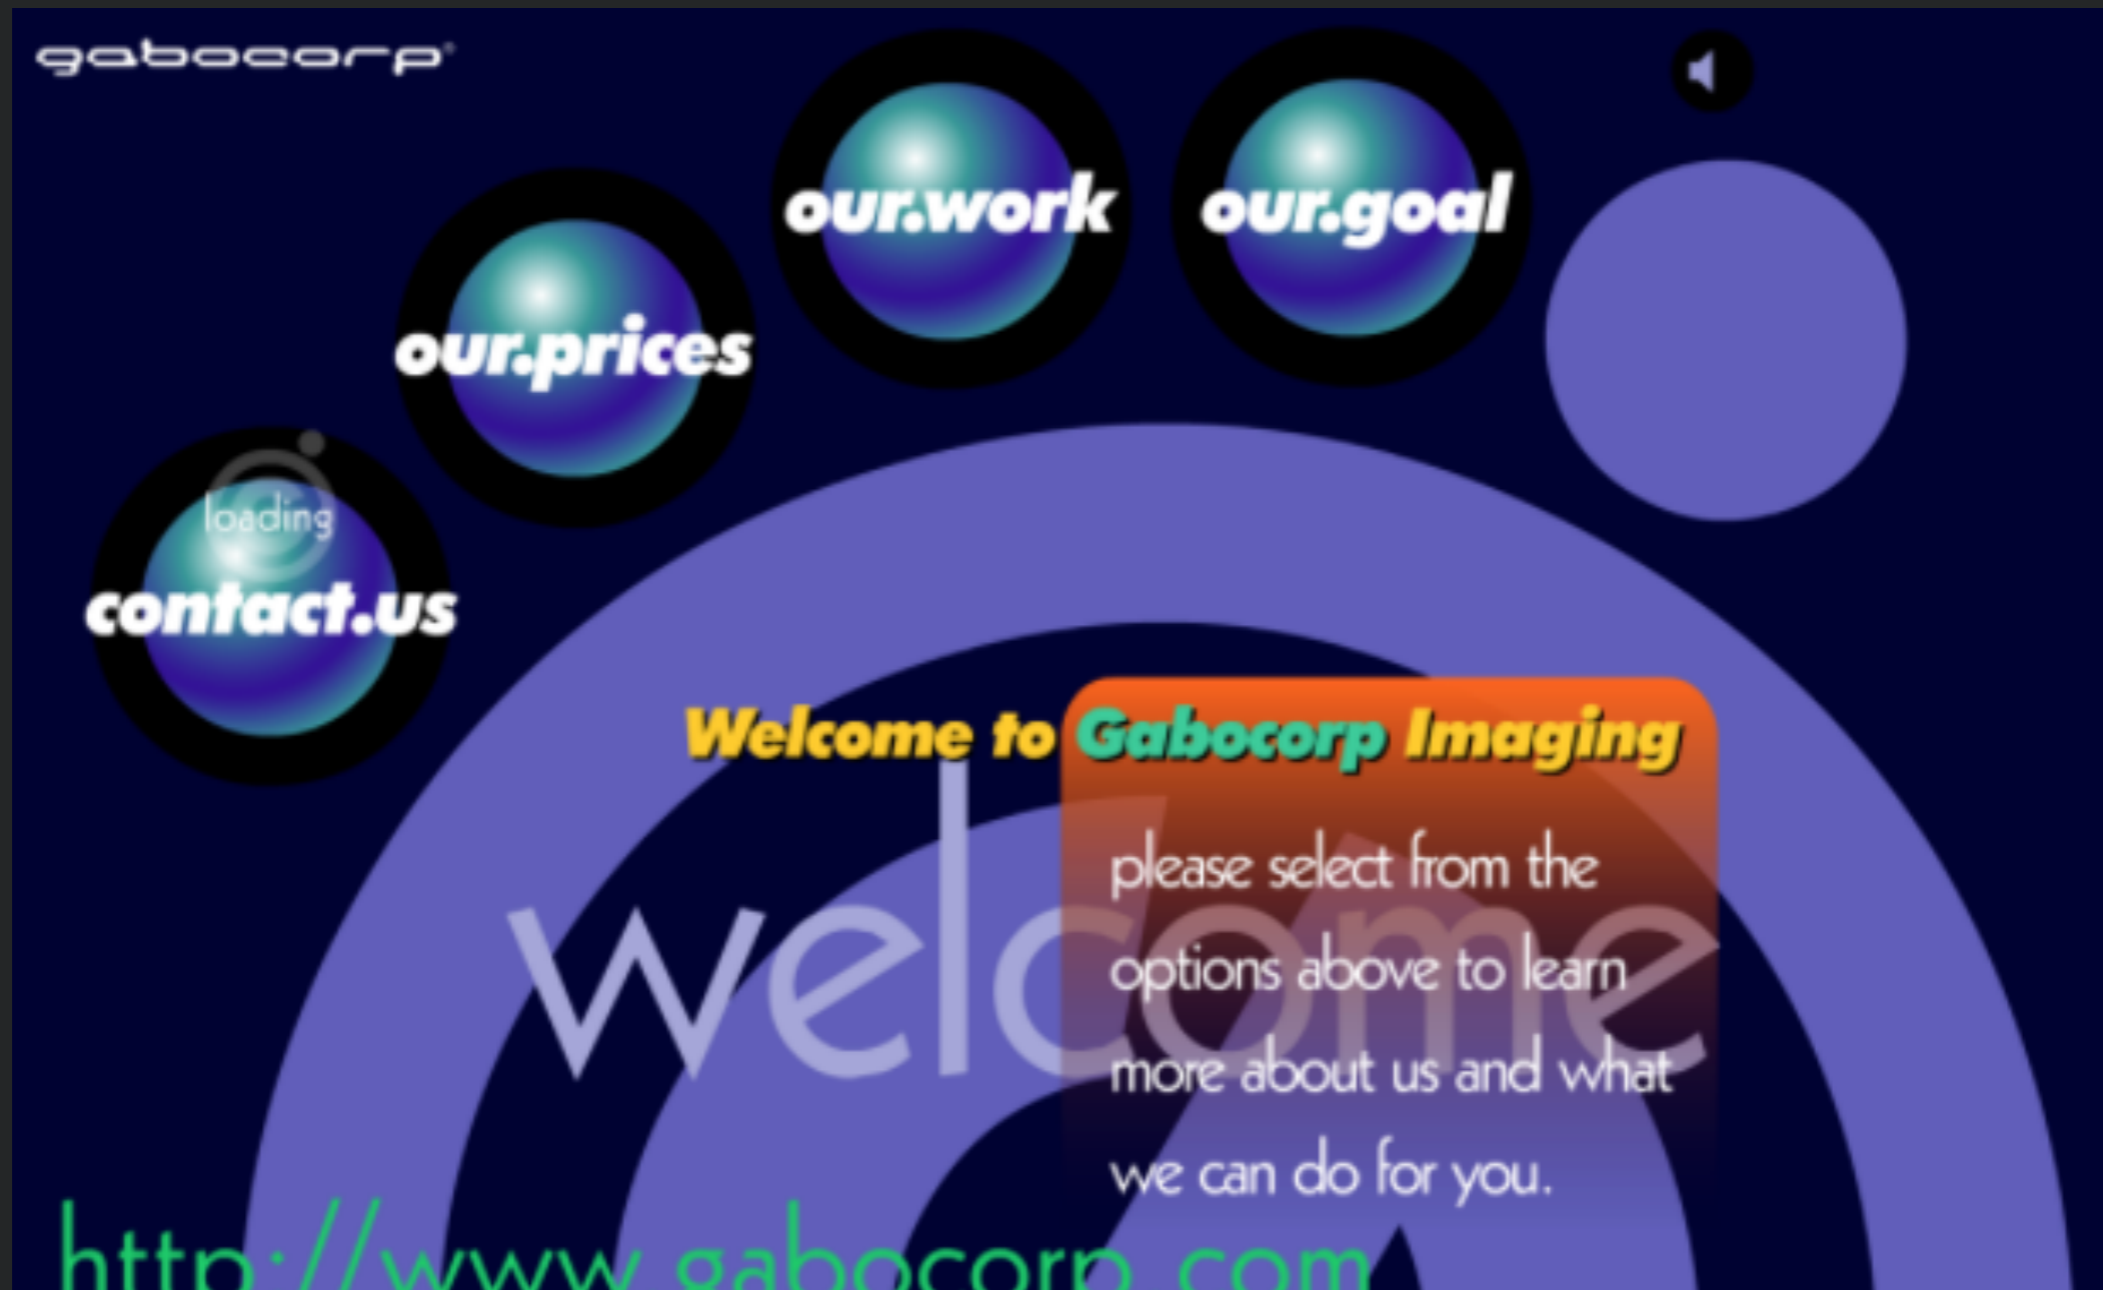 gabocorp®
our.work
our.goal
our.prices
loading
contact.us
Welcome to Gabocorp Imaging
welcome
please select from the
options above to learn
more about us and what
we can do for you.
http://www.gabocorp.com